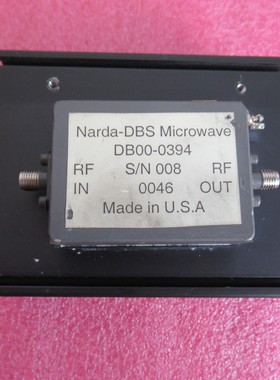 Narda-DBS Microwave
DB00-0394
RF S/N 008 RF
IN 0046 OUT
Made in U.S.A